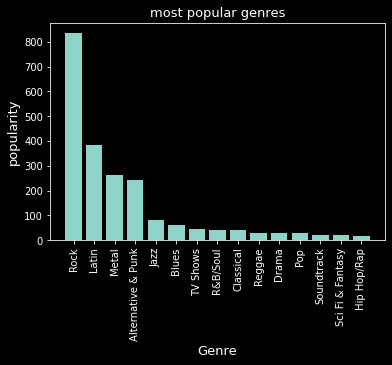 most popular genres
popularity
800
700
600
500
400
300
200
100
0
Rock
Latin
Metal
Alternative & Punk
Jazz
Blues
TV Shows
R&B/Soul
Classical
Reggae
Drama
Pop
Soundtrack
Sci Fi & Fantasy
Hip Hop/Rap
Genre